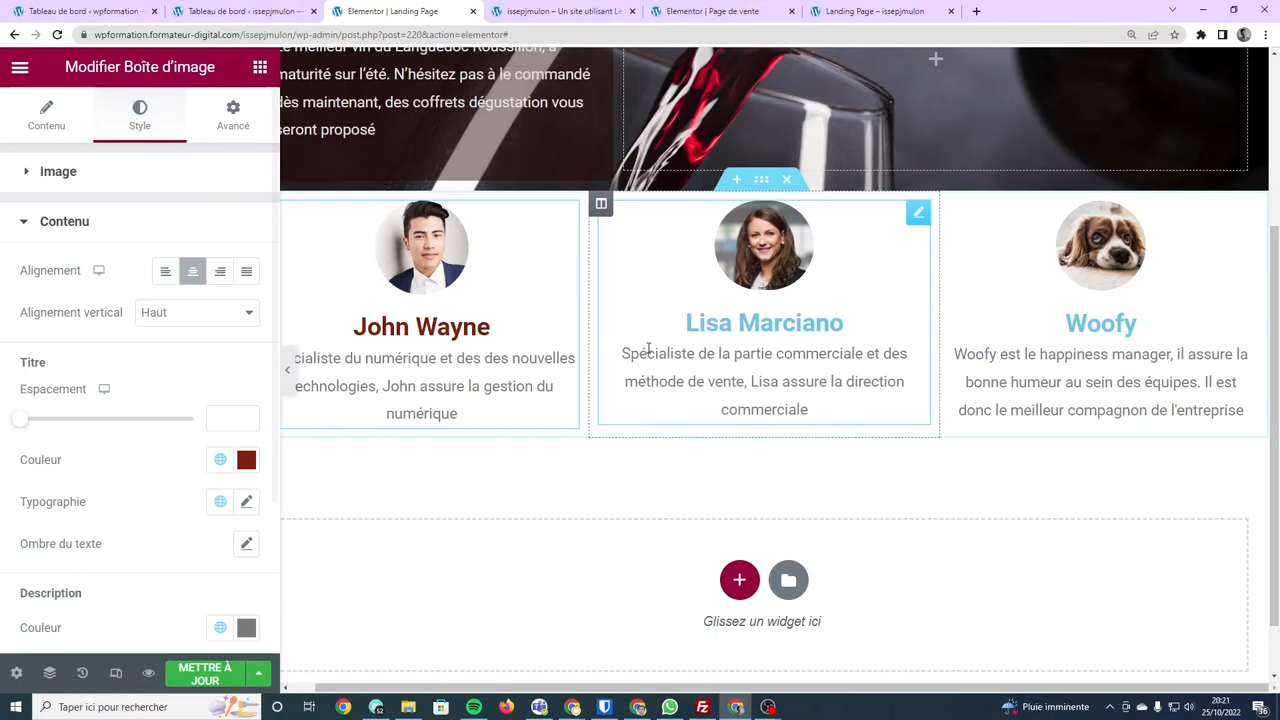 Tableau de bord ‹ issepjmulon
Tableau de bord ‹ issepjmulon
Elementor | Landing Page
issepjmulon – Un site utilisant L
Elementor | Page de vente
Landing Page – issepjmulon
wpformation.formateur-digital.com/issepjmulon/wp-admin/post.php?post=220&action=elementor#
Modifier Boîte d'image
Contenu
Style
Avancé
Image
Contenu
Alignement
Alignement vertical
Haut
Titre
Espacement
Couleur
Typographie
Ombre du texte
Description
Couleur
METTRE À
JOUR
Le meilleur vin du Languedoc Roussillon, à
maturité sur l'été. N'hésitez pas à le commandé
dès maintenant, des coffrets dégustation vous
seront proposé
John Wayne
cialiste du numérique et des des nouvelles
echnologies, John assure la gestion du
numérique
Lisa Marciano
Spécialiste de la partie commerciale et des
méthode de vente, Lisa assure la direction
commerciale
Woofy
Woofy est le happiness manager, il assure la
bonne humeur au sein des équipes. Il est
donc le meilleur compagnon de l'entreprise
Glissez un widget ici
Taper ici pour rechercher
Pluie imminente
20:21
25/10/2022